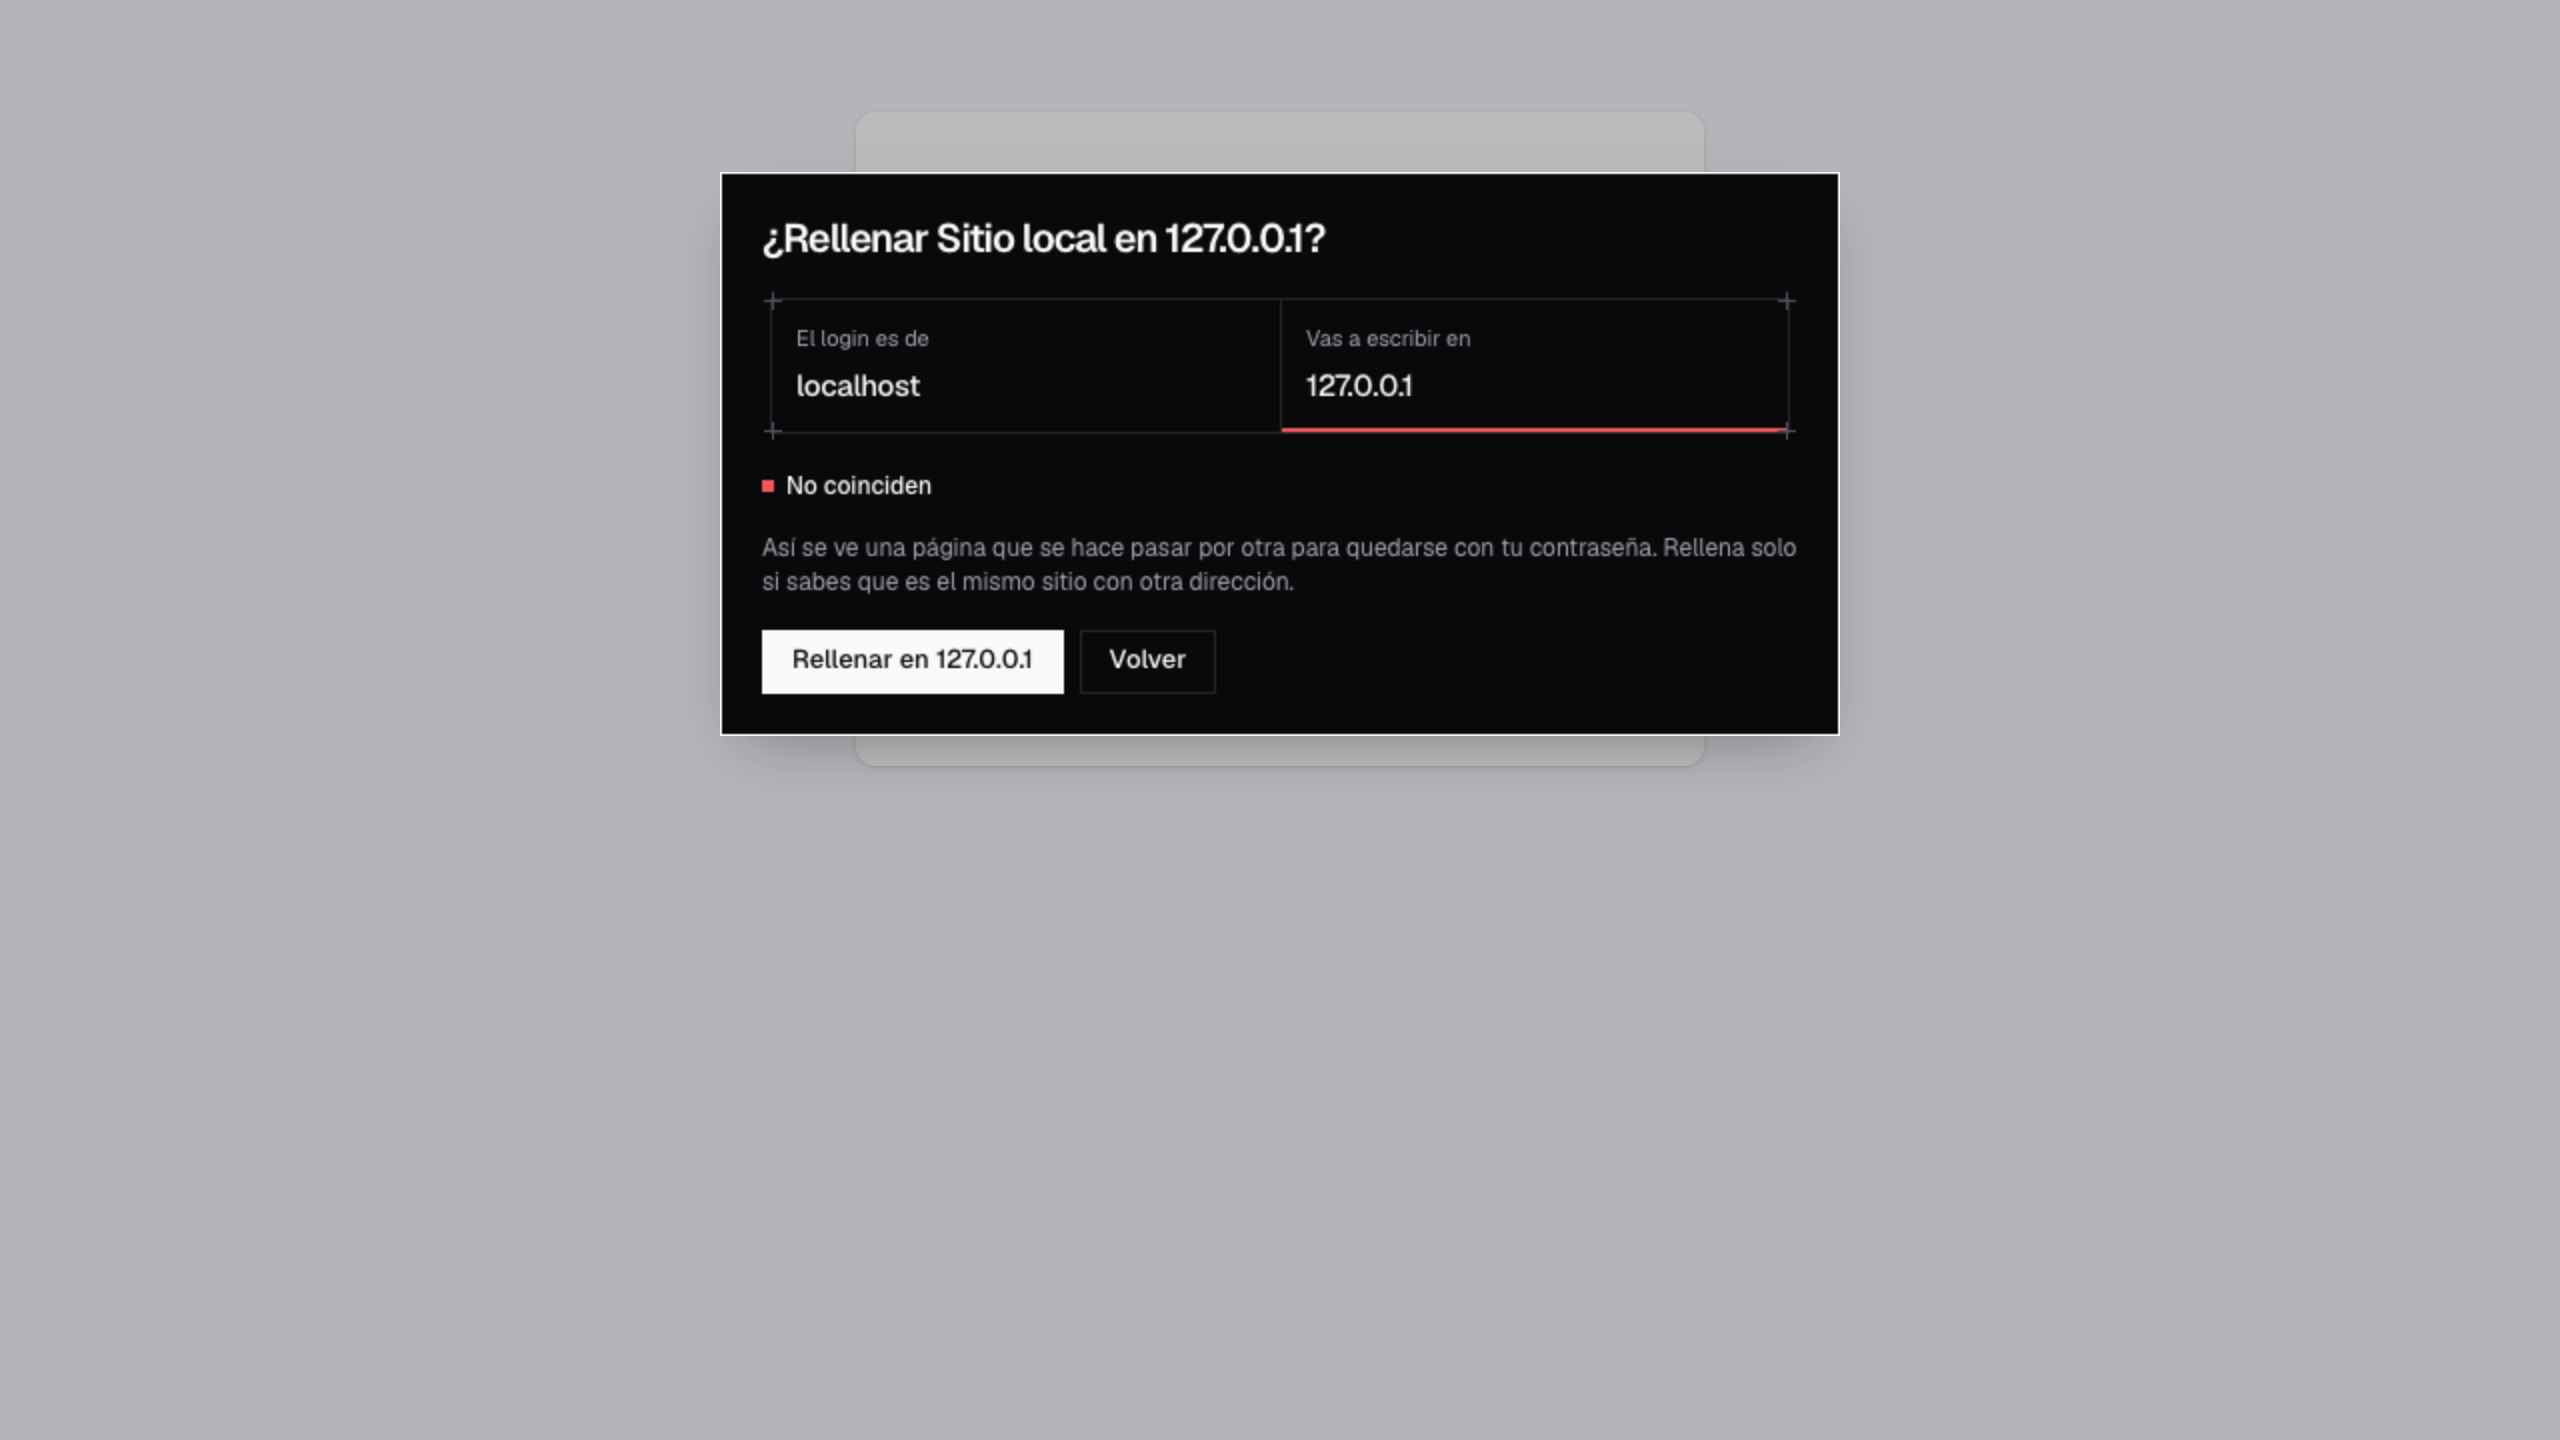 ¿Rellenar Sitio local en 127.0.0.1?
El login es de
localhost
Vas a escribir en
127.0.0.1
No coinciden
Así se ve una página que se hace pasar por otra para quedarse con tu contraseña. Rellena solo
si sabes que es el mismo sitio con otra dirección.
Rellenar en 127.0.0.1
Volver